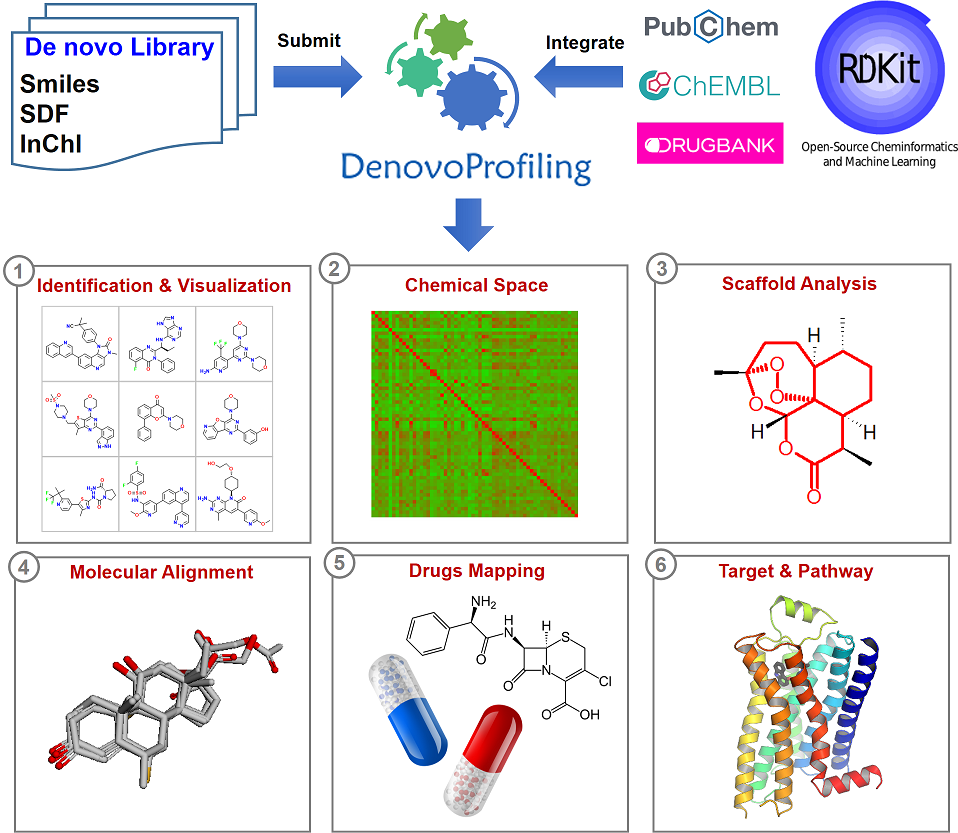 De novo Library
Smiles
SDF
InChI
Submit
Integrate
PubChem
ChEMBL
DRUGBANK
RDKit
Open-Source Cheminformatics
and Machine Learning
DenovoProfiling
1
Identification & Visualization
2
Chemical Space
3
Scaffold Analysis
H
O
O
O
H
H
O
O
4
Molecular Alignment
5
Drugs Mapping
NH2
H
N
H
S
O
O
N
Cl
O
OH
6
Target & Pathway